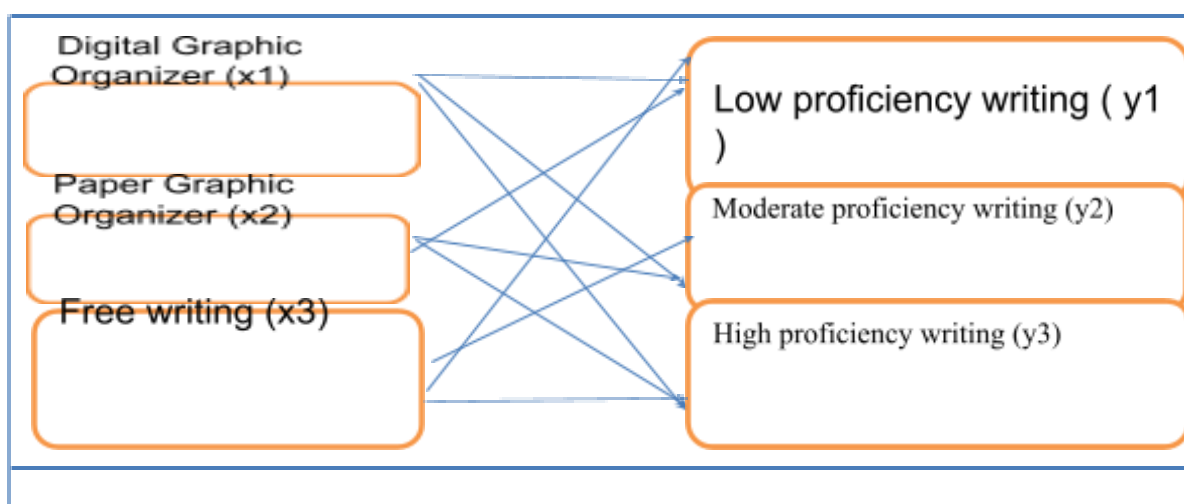 Digital Graphic
Organizer (x1)
Paper Graphic
Organizer (x2)
Free writing (x3)
Low proficiency writing ( y1
)
Moderate proficiency writing (y2)
High proficiency writing (y3)